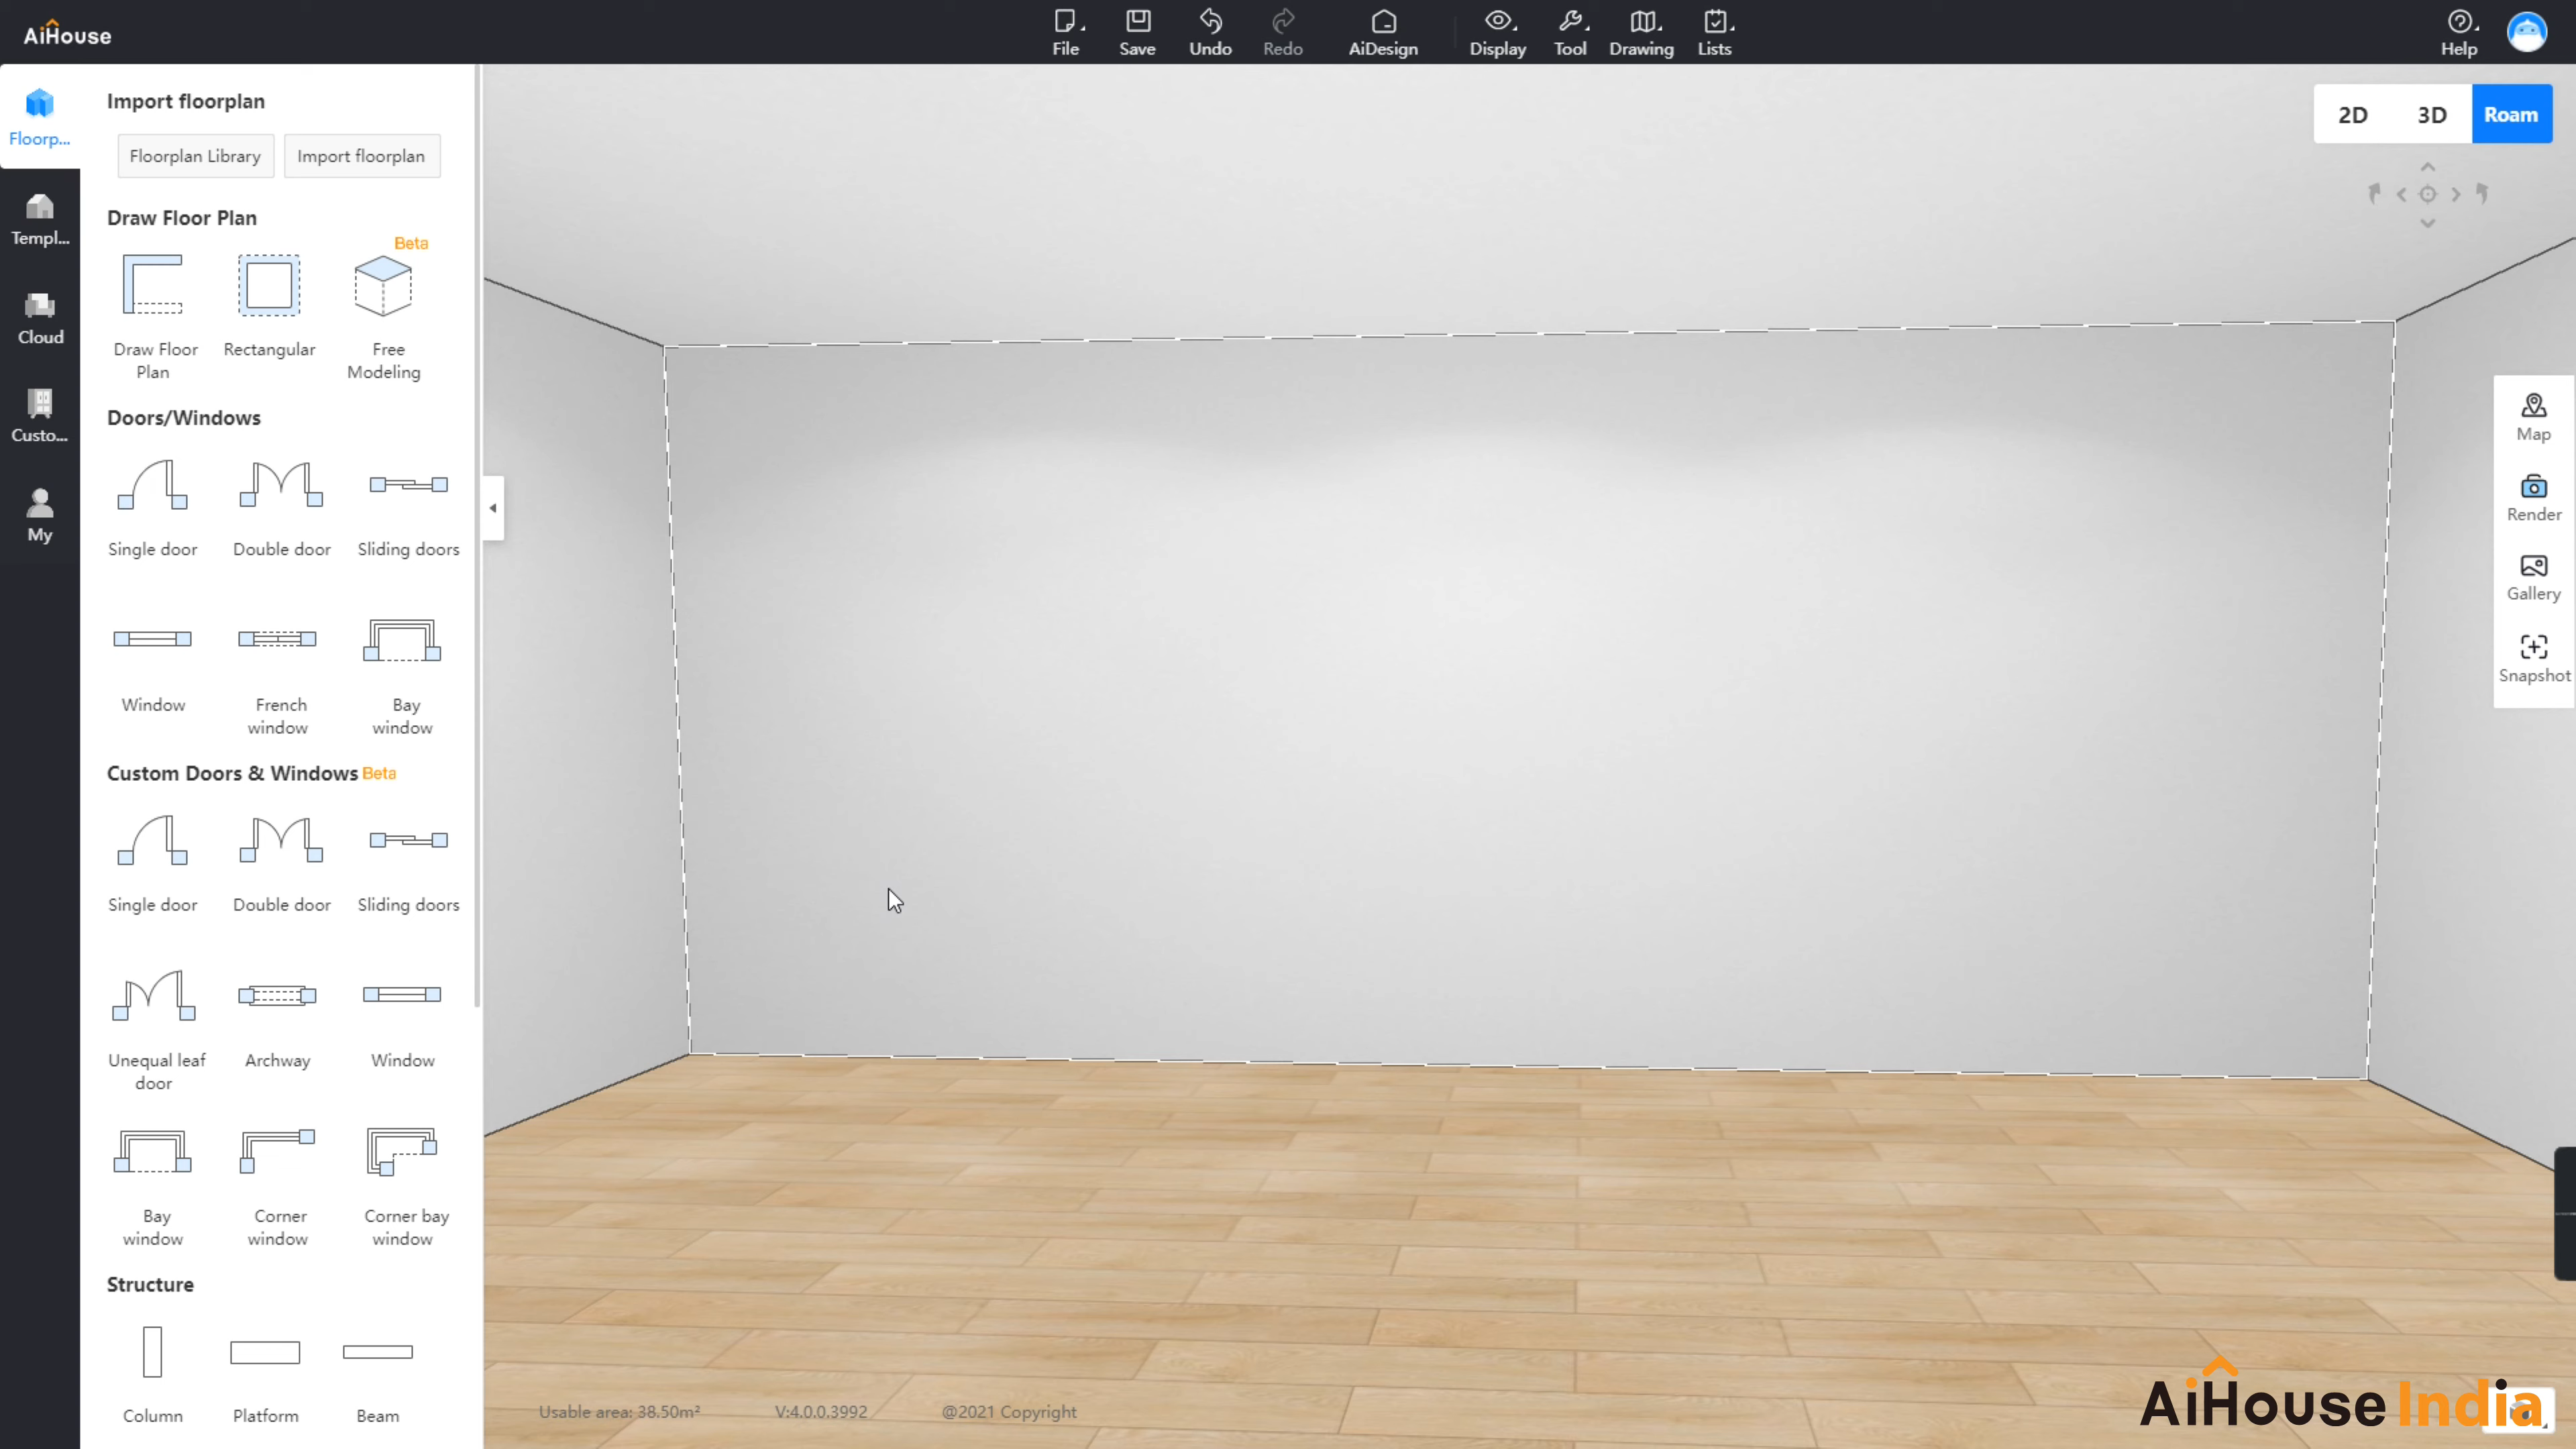 AiHouse
File
Save
Undo
Redo
AiDesign
Display
Tool
Drawing
Lists
Help
Floorp...
Templ...
Cloud
Custo...
My
Import floorplan
Floorplan Library
Import floorplan
Draw Floor Plan
Beta
Draw Floor
Plan
Rectangular
Free
Modeling
Doors/Windows
Single door
Double door
Sliding doors
Window
French
window
Bay
window
Custom Doors & Windows Beta
Single door
Double door
Sliding doors
Unequal leaf
door
Archway
Window
Bay
window
Corner
window
Corner bay
window
Structure
Column
Platform
Beam
2D
3D
Roam
Map
Render
Gallery
Snapshot
Usable area: 38.50m²
V:4.0.0.3992
@2021 Copyright
AiHouse India